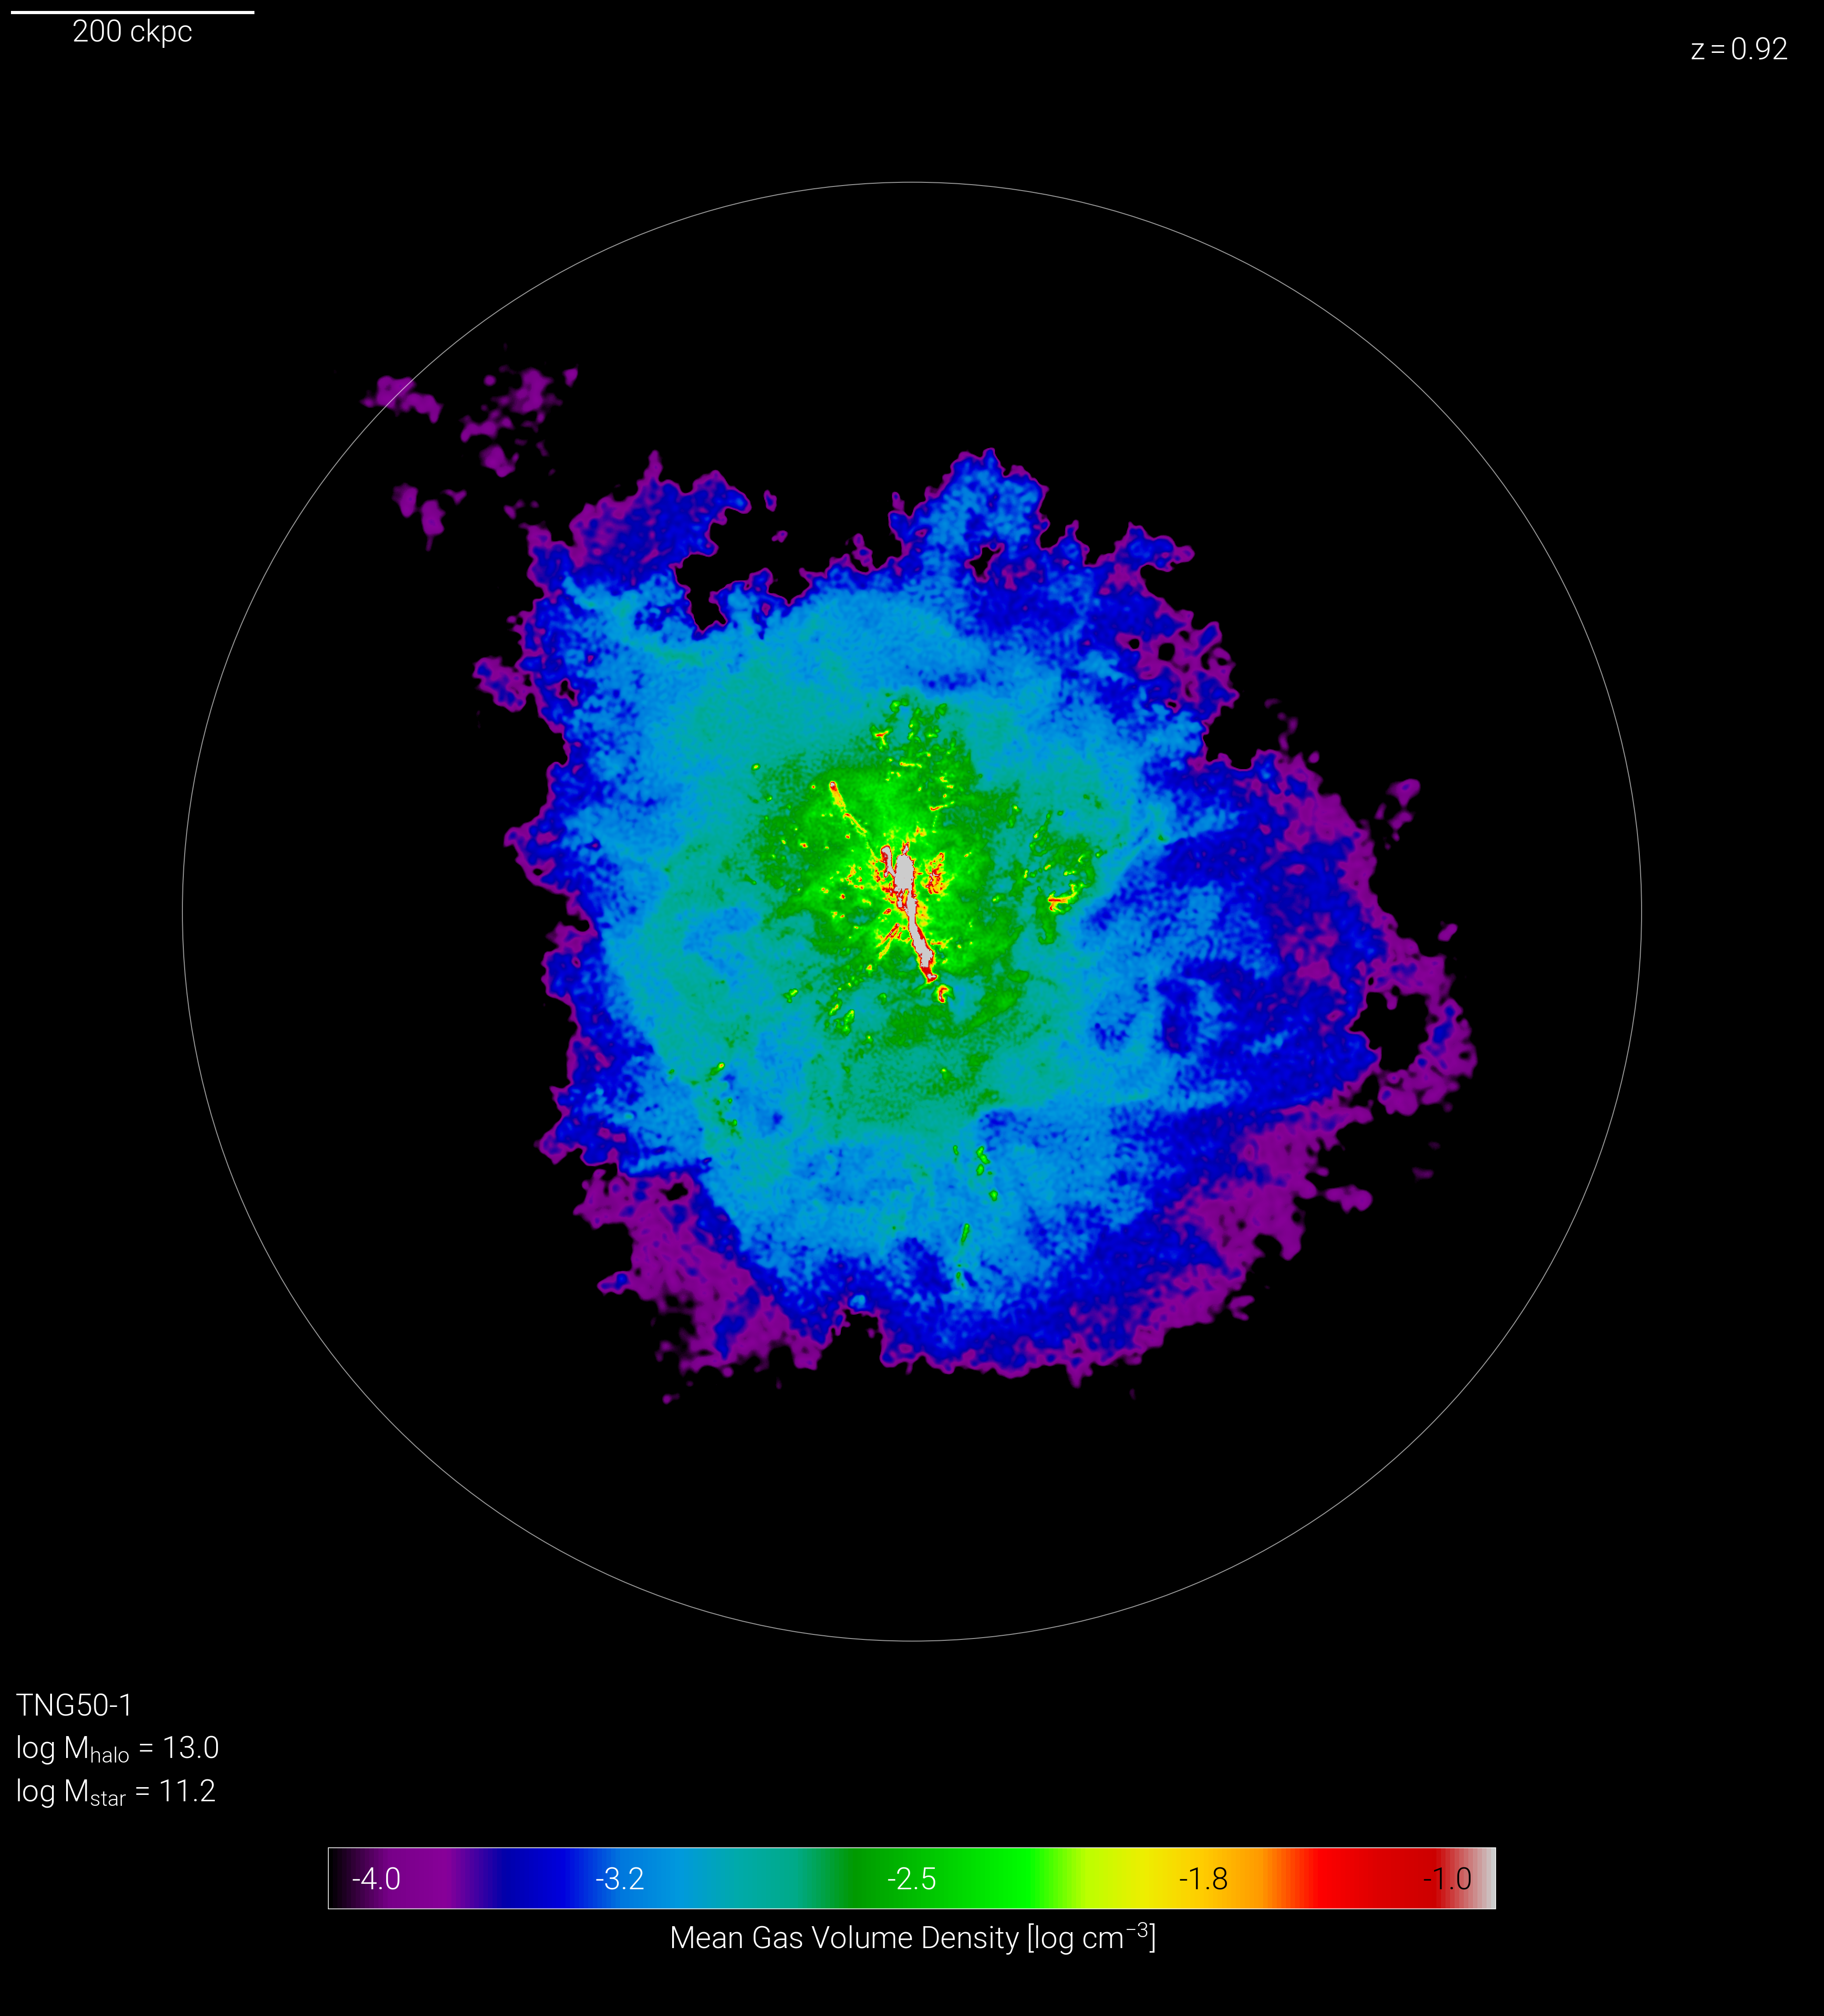 200 ckpc
z = 0.92
TNG50-1
log M_halo = 13.0
log M_star = 11.2
-4.0 -3.2 -2.5 -1.8 -1.0
Mean Gas Volume Density [log cm⁻³]